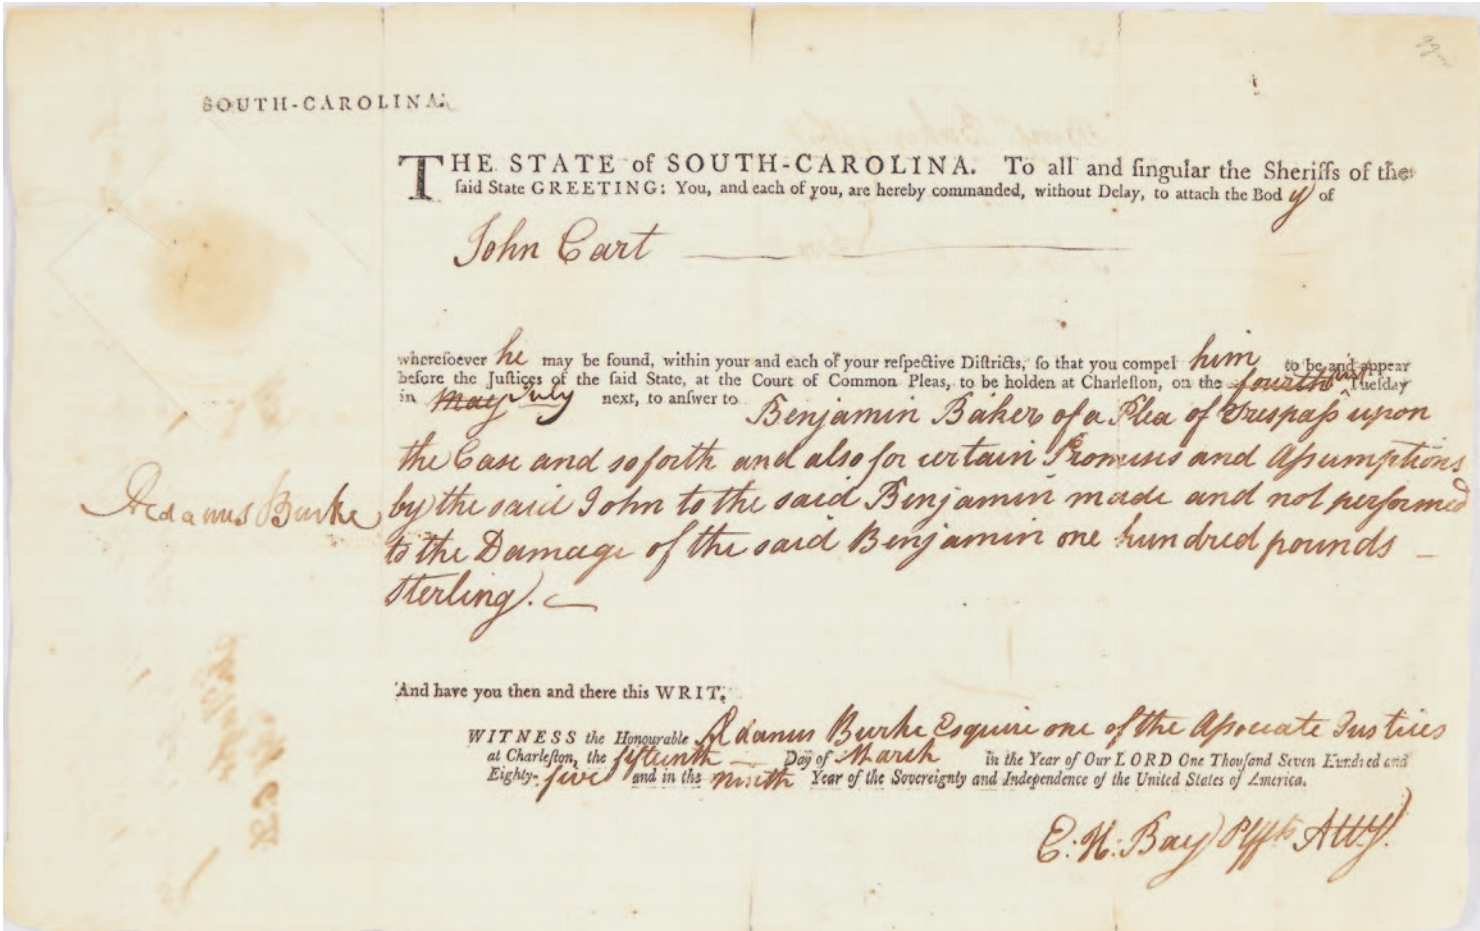 SOUTH-CAROLINA.
THE STATE of SOUTH-CAROLINA. To all and ſingular the Sheriffs of the
ſaid State GREETING: You, and each of you, are hereby commanded, without Delay, to attach the Body of
John Cart
whereſoever he may be found, within your and each of your reſpective Diſtricts, ſo that you compel him to be and appear
before the Juſtices of the ſaid State, at the Court of Common Pleas, to be holden at Charleſton, on the fourth Tueſday
in May July next, to anſwer to Benjamin Baker of a Plea of Treſpaſs upon
the Case and so forth and also for certain Promises and Aſsumptions
Aedanus Burke by the said John to the said Benjamin made and not performed
to the Damage of the said Benjamin one hundred pounds
Sterling.
And have you then and there this WRIT.
WITNESS the Honourable Aedanus Burke Esquire one of the Aſsociate Justices
at Charleſton, the fifteenth Day of March in the Year of Our LORD One Thouſand Seven Hundred and
Eighty-five and in the ninth Year of the Sovereignty and Independence of the United States of America.
E. H. Bay Plffs Atty.